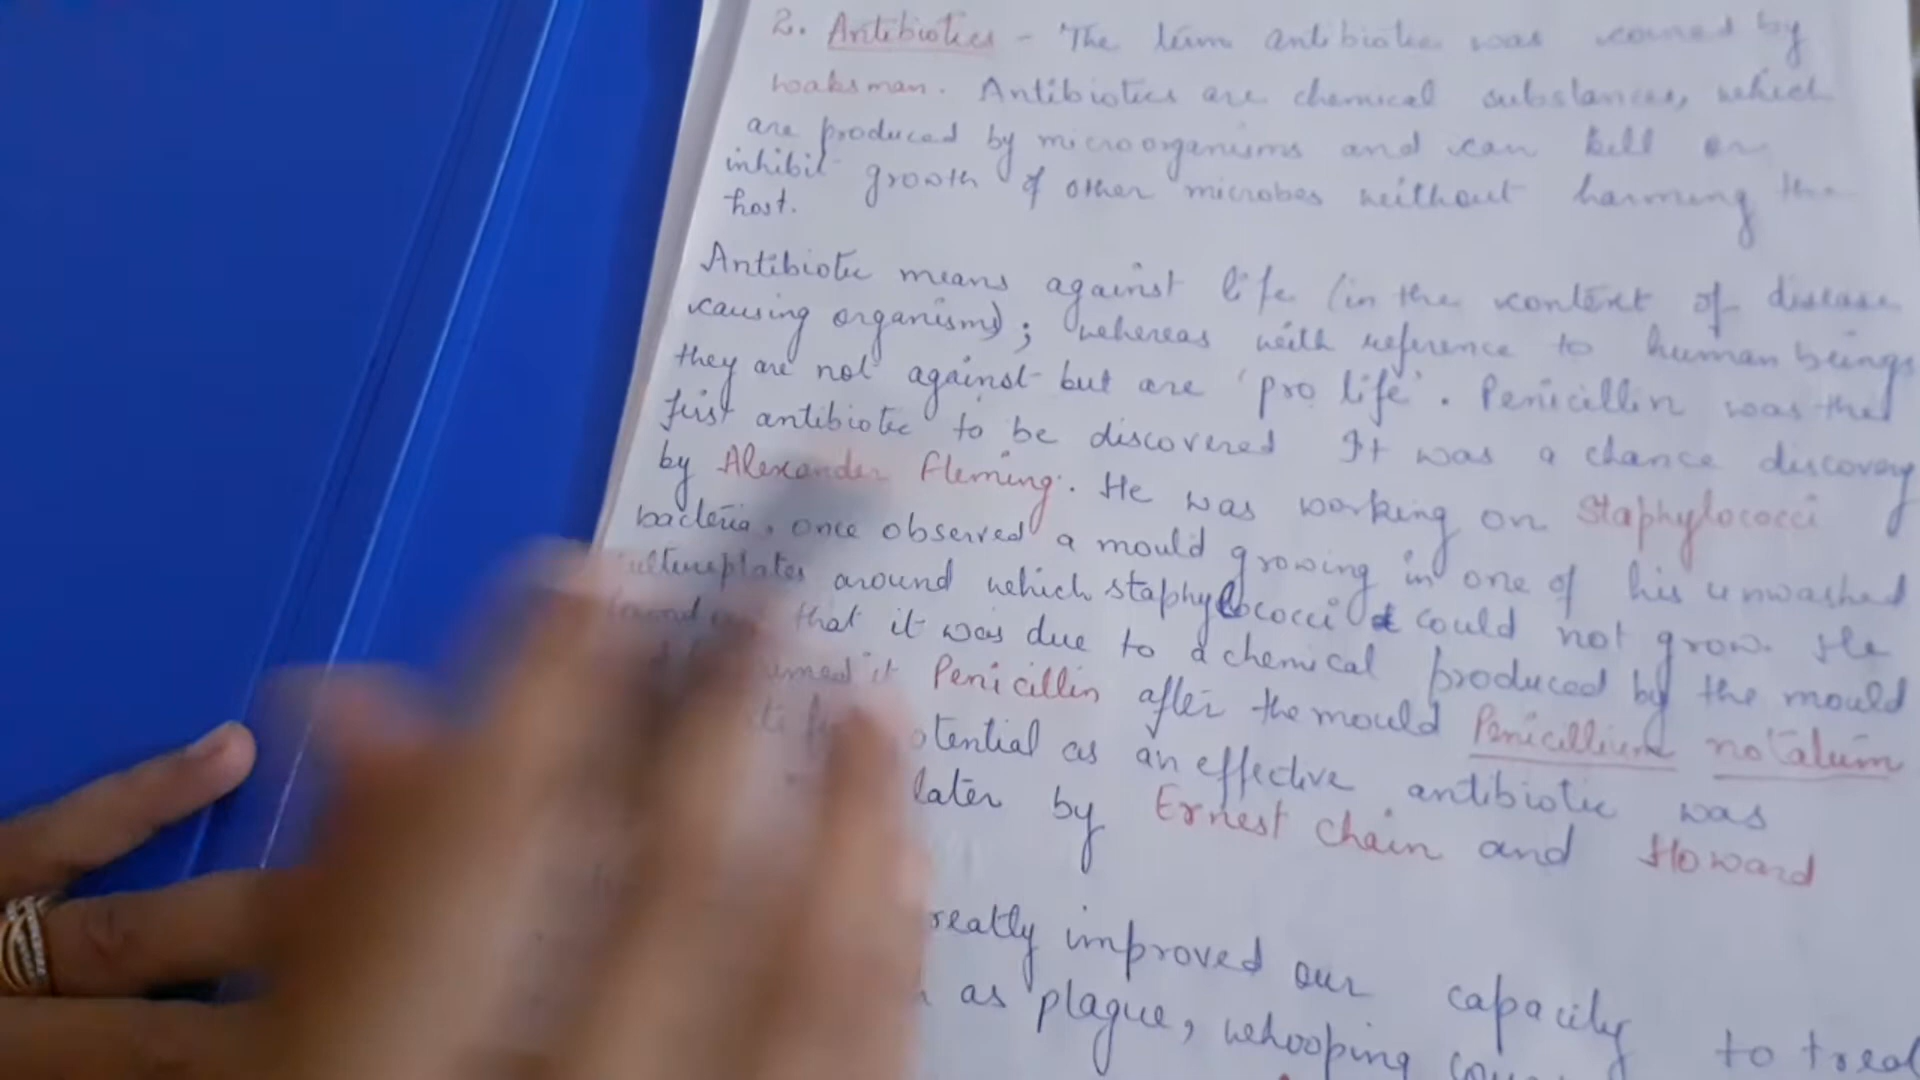 2. Antibiotics - The term antibiotic was coined by
Waksman. Antibiotics are chemical substances, which
are produced by microorganisms and can kill or
inhibit growth of other microbes without harming the
host.
Antibiotic means against life (in the context of disease
causing organisms); whereas with reference to human beings
they are not against but are 'pro life'. Penicillin was the
first antibiotic to be discovered It was a chance discovery
by Alexander Fleming. He was working on Staphylococci
bacteria, once observed a mould growing in one of his unwashed
cultureplates around which staphylococci could not grow. He
that it was due to a chemical produced by the mould
it Penicillin after the mould Penicillium notatum
potential as an effective antibiotic was
later by Ernest Chain and Howard
greatly improved our capacity to treat
as plague, whooping